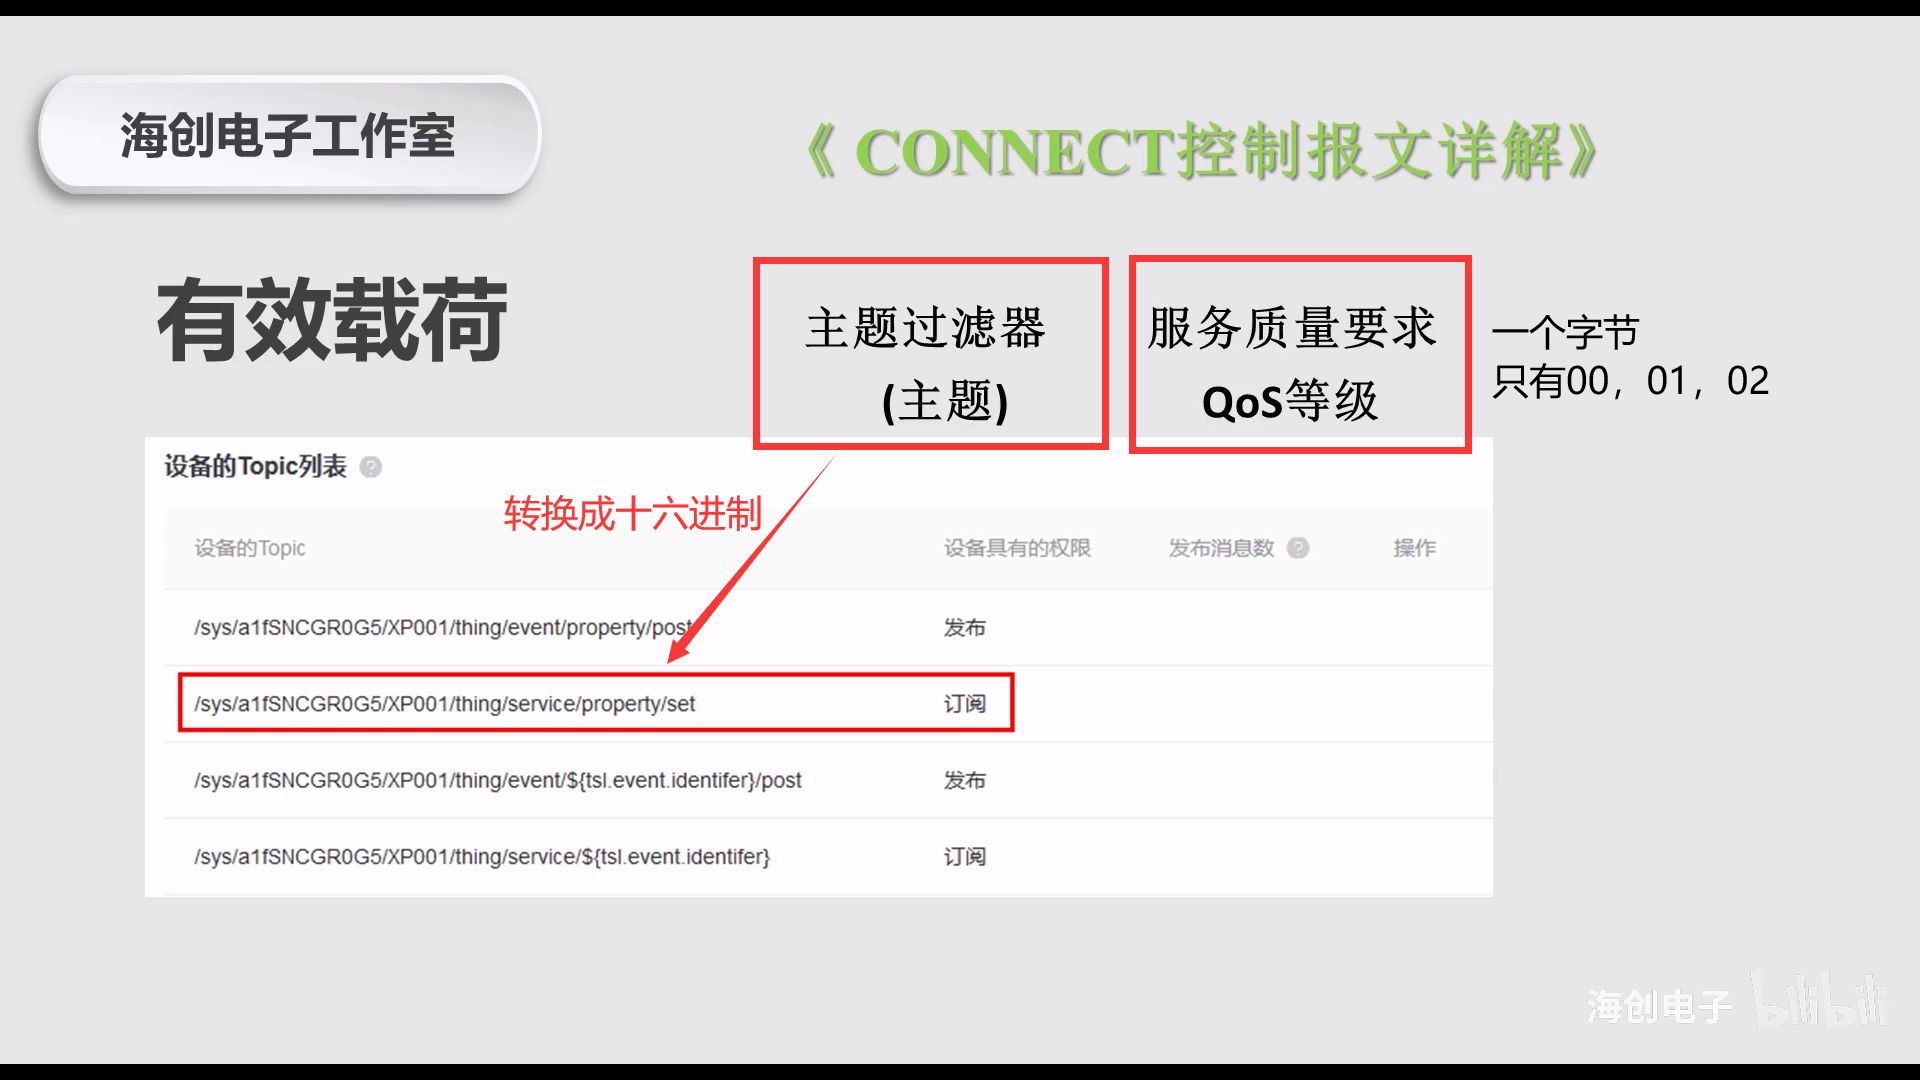 海创电子工作室
《 CONNECT控制报文详解》
有效载荷
主题过滤器
(主题)
服务质量要求
QoS等级
一个字节
只有00，01，02
设备的Topic列表 ?
转换成十六进制
设备的Topic 设备具有的权限 发布消息数 ? 操作
/sys/a1fSNCGR0G5/XP001/thing/event/property/post 发布
/sys/a1fSNCGR0G5/XP001/thing/service/property/set 订阅
/sys/a1fSNCGR0G5/XP001/thing/event/${tsl.event.identifer}/post 发布
/sys/a1fSNCGR0G5/XP001/thing/service/${tsl.event.identifer} 订阅
海创电子 bilibili